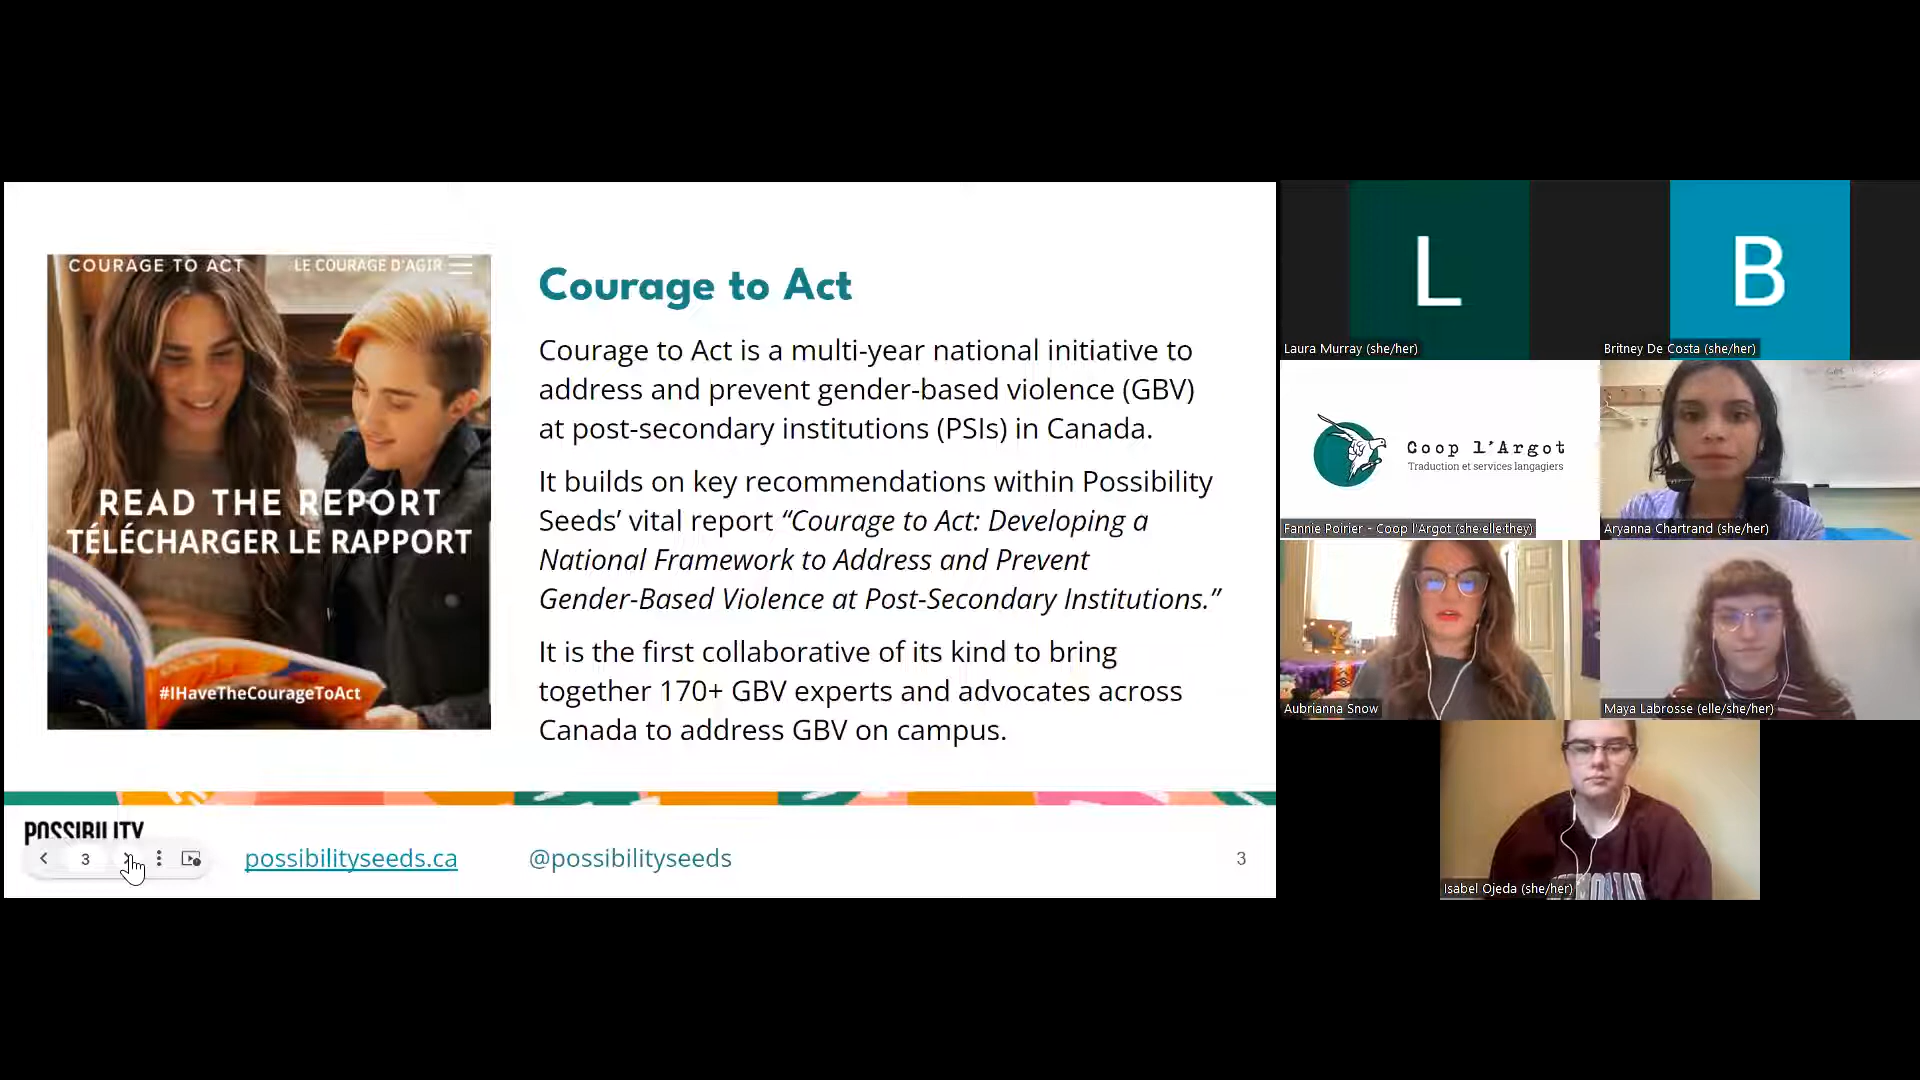 COURAGE TO ACT
LE COURAGE D'AGIR
READ THE REPORT
TÉLÉCHARGER LE RAPPORT
#IHaveTheCourageToAct
Courage to Act
Courage to Act is a multi-year national initiative to
address and prevent gender-based violence (GBV)
at post-secondary institutions (PSIs) in Canada.
It builds on key recommendations within Possibility
Seeds’ vital report “Courage to Act: Developing a
National Framework to Address and Prevent
Gender-Based Violence at Post-Secondary Institutions.”
It is the first collaborative of its kind to bring
together 170+ GBV experts and advocates across
Canada to address GBV on campus.
POSSIBILITY
3
possibilityseeds.ca
@possibilityseeds
3
L
Laura Murray (she/her)
B
Britney De Costa (she/her)
Coop l'Argot
Traduction et services langagiers
Fannie Poirier - Coop l'Argot (she·elle·they)
Aryanna Chartrand (she/her)
Aubrianna Snow
Maya Labrosse (elle/she/her)
Isabel Ojeda (she/her)